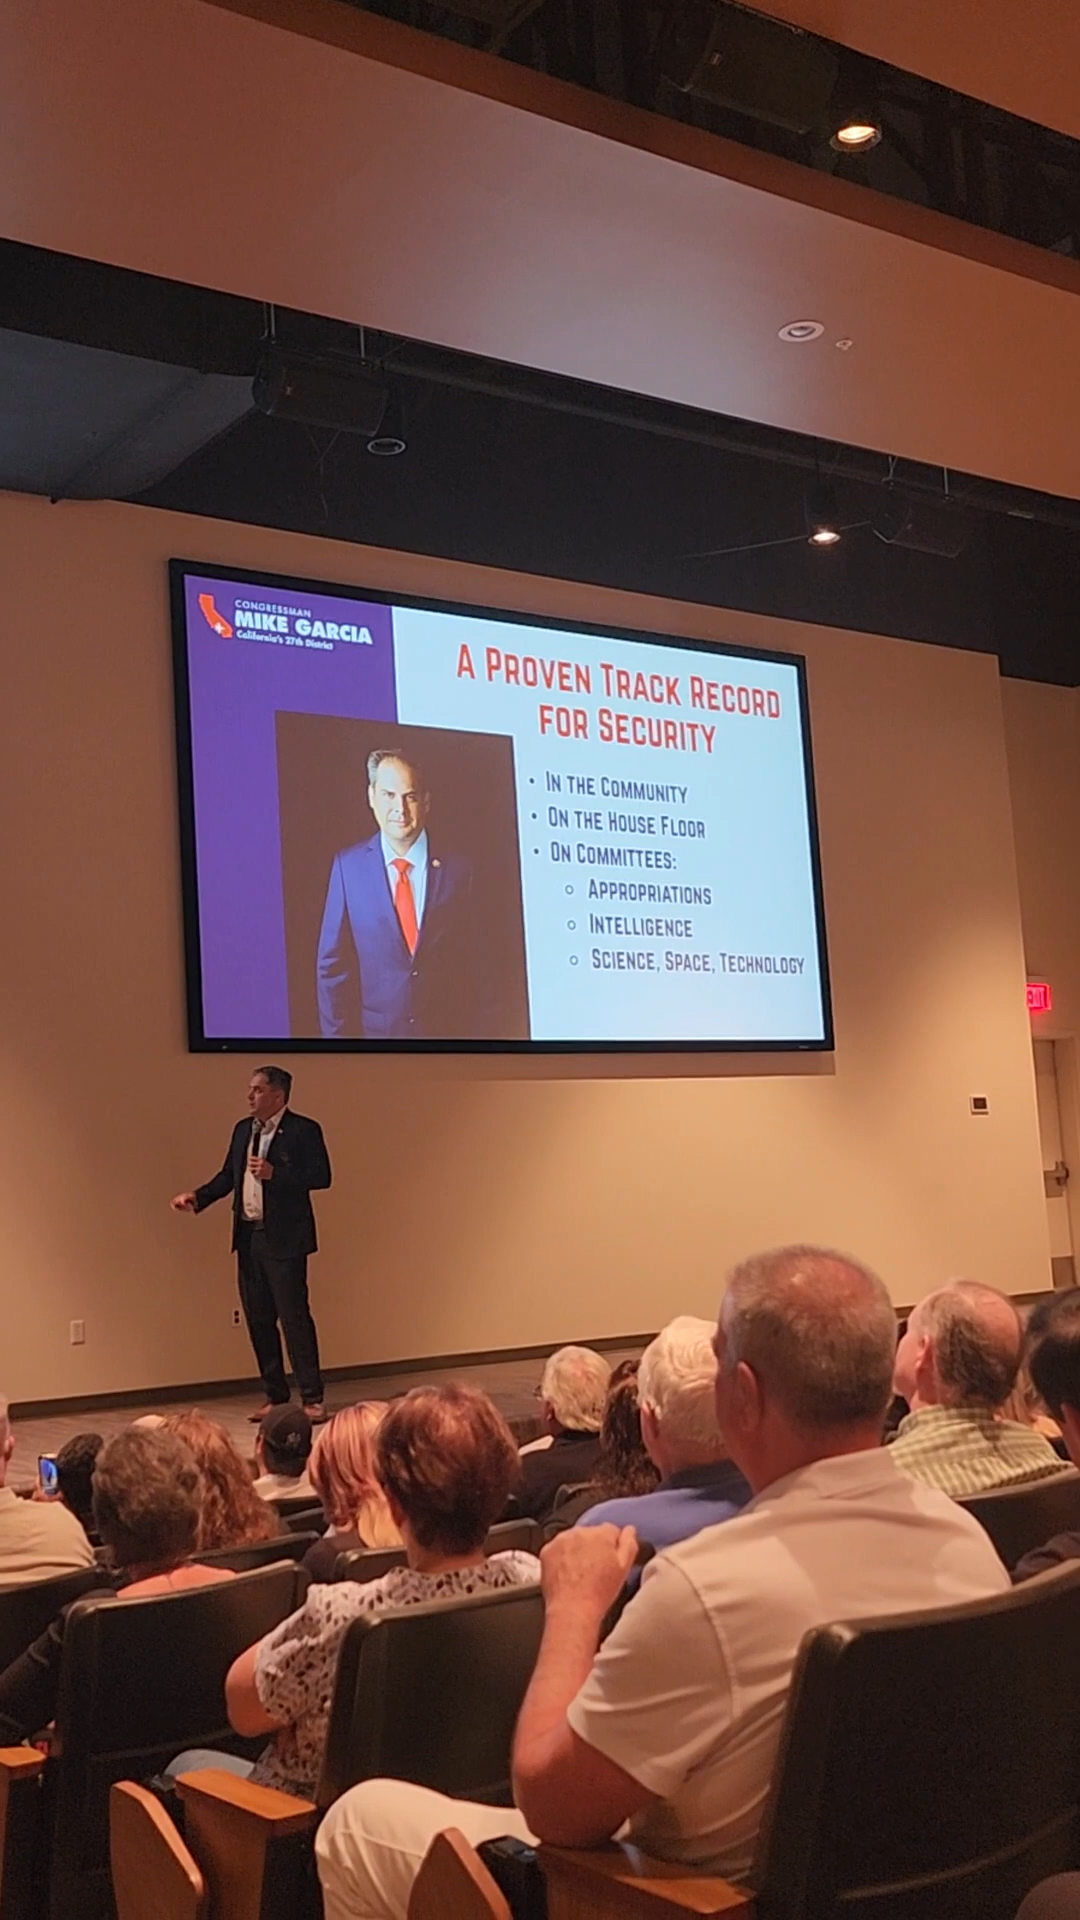 CONGRESSMAN
MIKE GARCIA
California's 27th District
A PROVEN TRACK RECORD
FOR SECURITY
• IN THE COMMUNITY
• ON THE HOUSE FLOOR
• ON COMMITTEES:
○ APPROPRIATIONS
○ INTELLIGENCE
○ SCIENCE, SPACE, TECHNOLOGY
EXIT